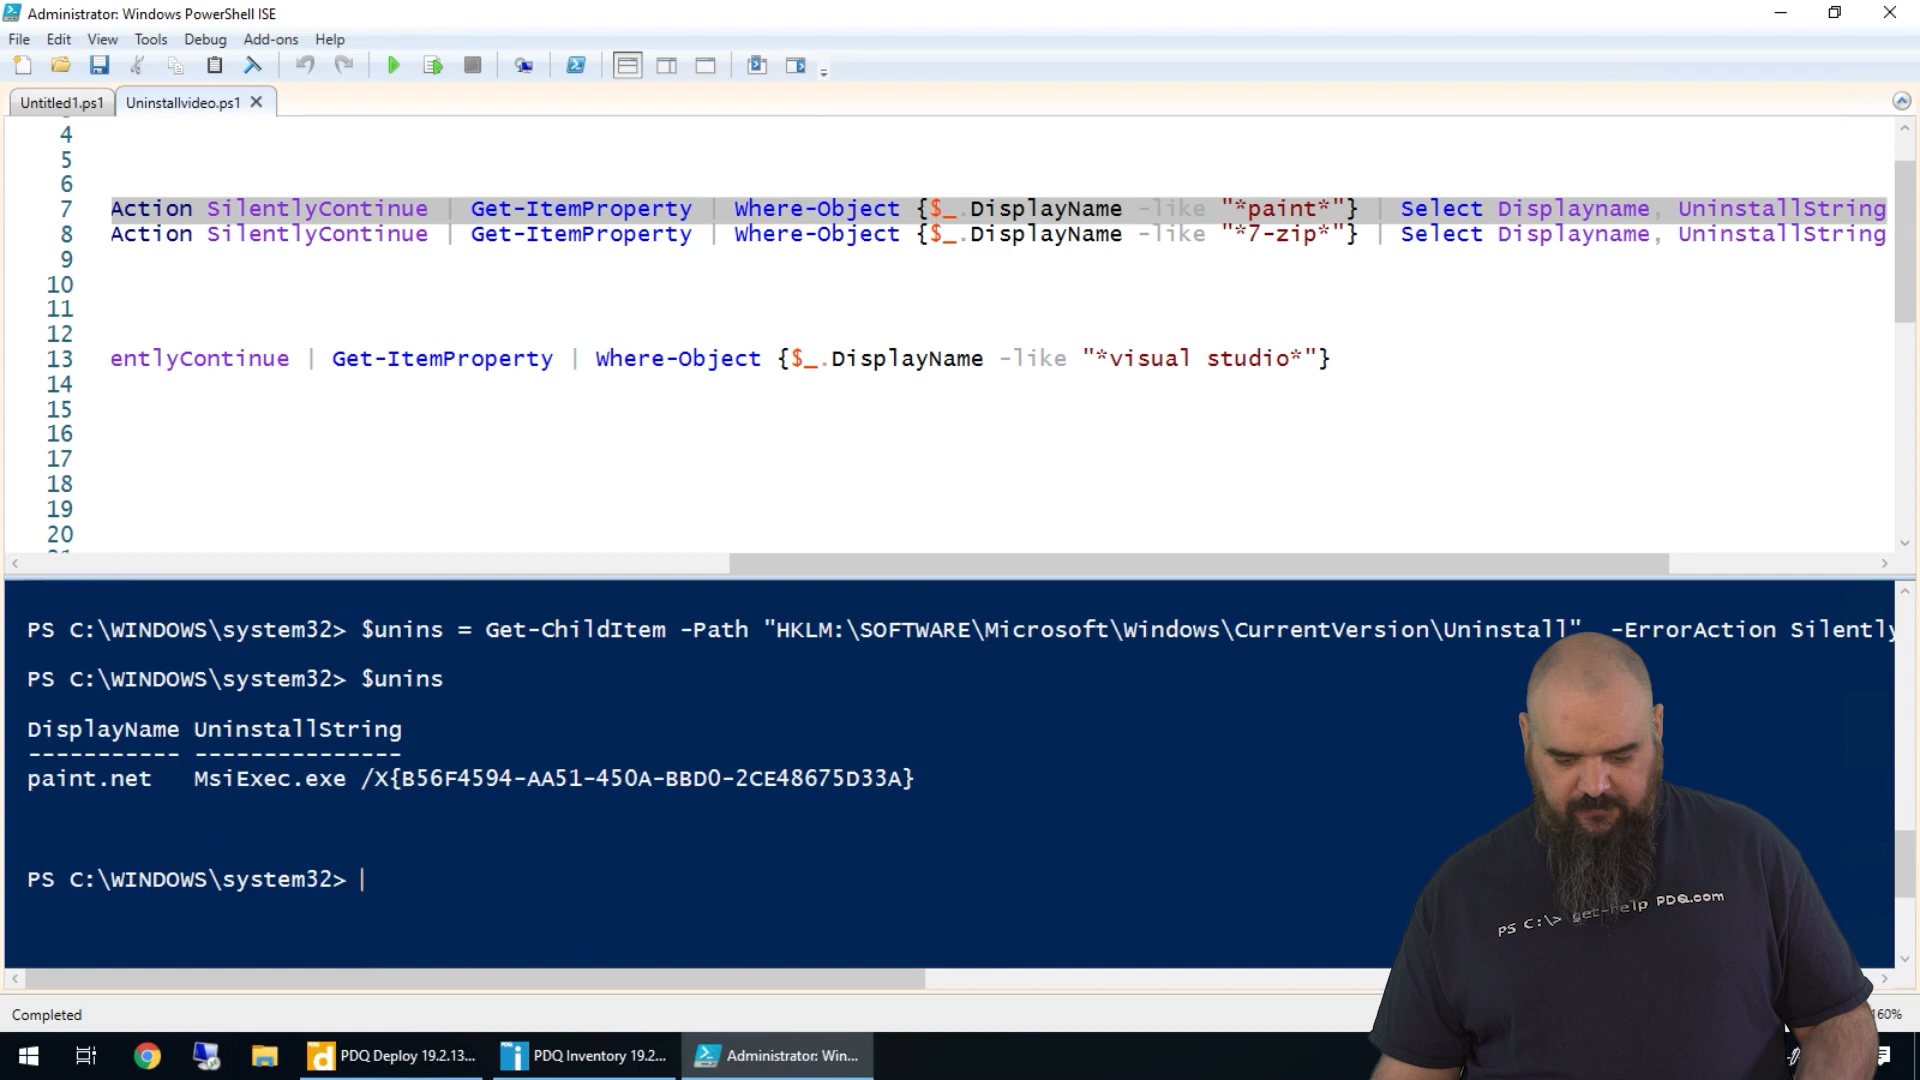 Administrator: Windows PowerShell ISE
File Edit View Tools Debug Add-ons Help
Untitled1.ps1 Uninstallvideo.ps1
4
5
6
7 Action SilentlyContinue | Get-ItemProperty | Where-Object {$_.DisplayName -like "*paint*"} | Select Displayname, UninstallString
8 Action SilentlyContinue | Get-ItemProperty | Where-Object {$_.DisplayName -like "*7-zip*"} | Select Displayname, UninstallString
9
10
11
12
13 entlyContinue | Get-ItemProperty | Where-Object {$_.DisplayName -like "*visual studio*"}
14
15
16
17
18
19
20
PS C:\WINDOWS\system32> $unins = Get-ChildItem -Path "HKLM:\SOFTWARE\Microsoft\Windows\CurrentVersion\Uninstall" -ErrorAction Silently
PS C:\WINDOWS\system32> $unins
DisplayName UninstallString
----------- ---------------
paint.net MsiExec.exe /X{B56F4594-AA51-450A-BBD0-2CE48675D33A}
PS C:\WINDOWS\system32>
PS C:\> get-help PDQ.com
Completed
160%
PDQ Deploy 19.2.13... PDQ Inventory 19.2... Administrator: Win...